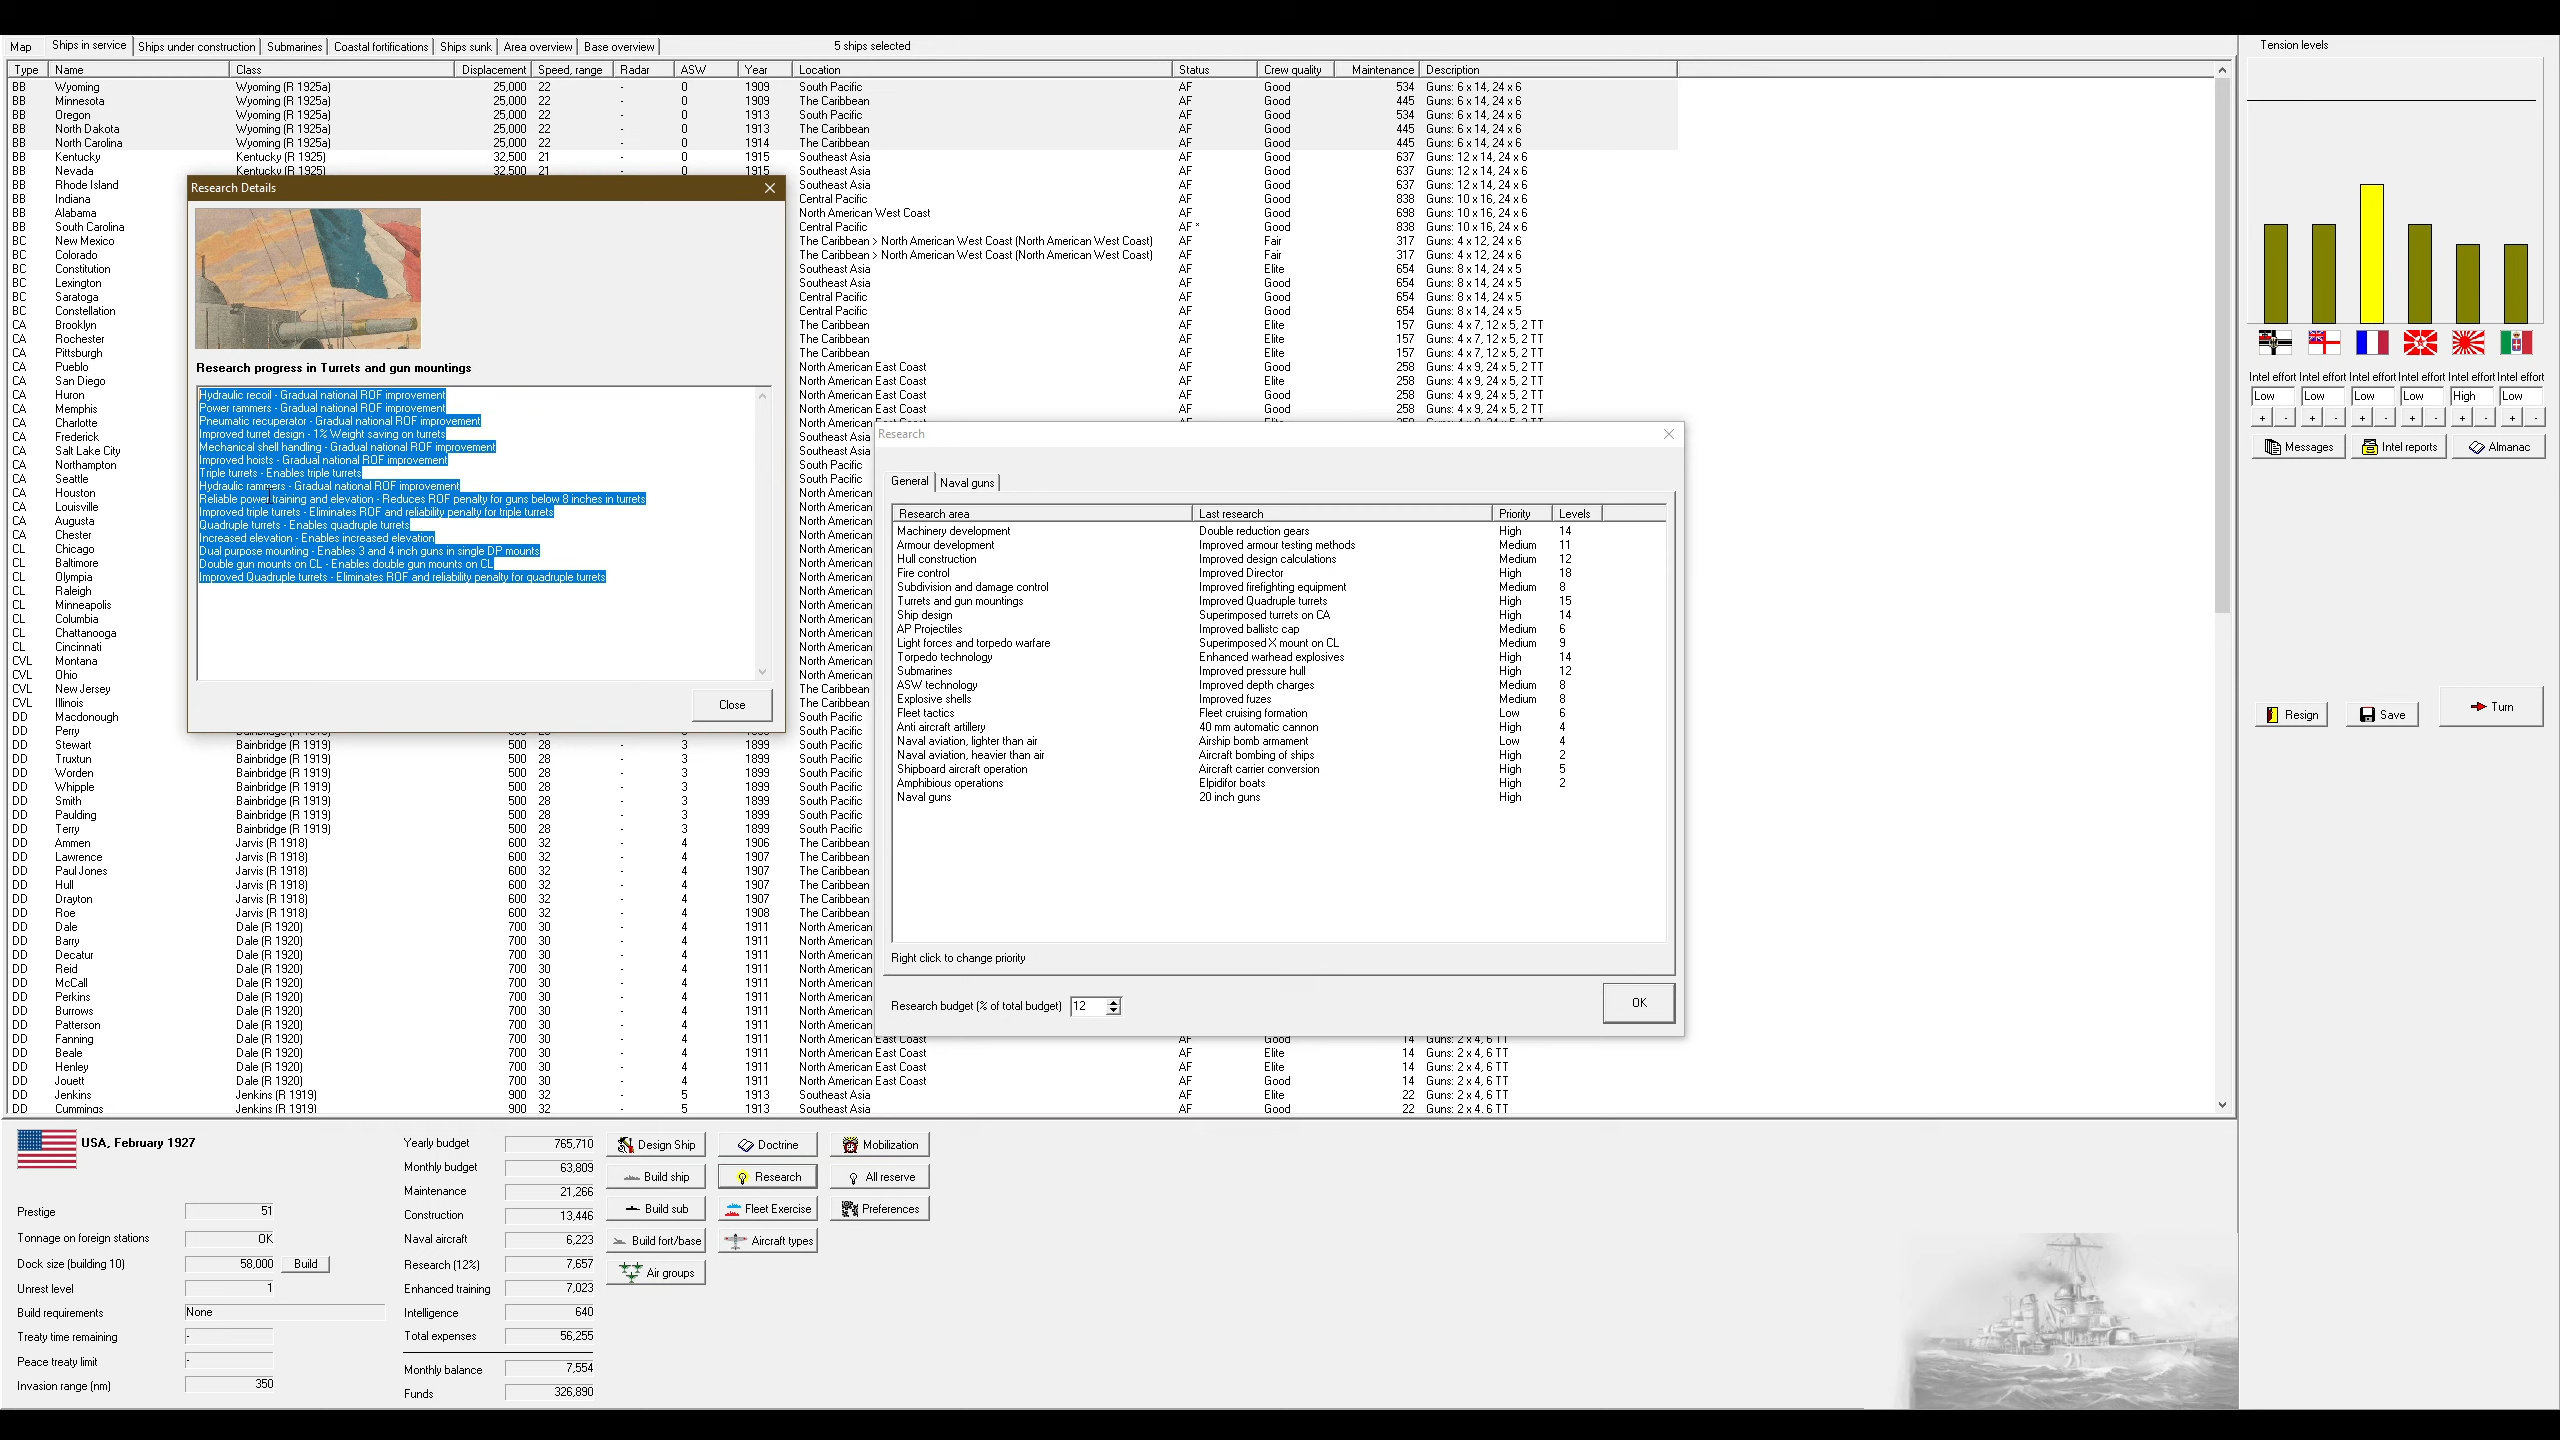 Map Ships in service Ships under construction Submarines Coastal fortifications Ships sunk Area overview Base overview 5 ships selected Tension levels
Type Name Class Displacement Speed, range Radar ASW Year Location Status Crew quality Maintenance Description
BB Wyoming Wyoming (R 1925a) 25,000 22 - 0 1909 South Pacific AF Good 534 Guns: 6 x 14, 24 x 6
BB Minnesota Wyoming (R 1925a) 25,000 22 - 0 1909 The Caribbean AF Good 445 Guns: 6 x 14, 24 x 6
BB Oregon Wyoming (R 1925a) 25,000 22 - 0 1913 South Pacific AF Good 534 Guns: 6 x 14, 24 x 6
BB North Dakota Wyoming (R 1925a) 25,000 22 - 0 1913 The Caribbean AF Good 445 Guns: 6 x 14, 24 x 6
BB North Carolina Wyoming (R 1925a) 25,000 22 - 0 1914 The Caribbean AF Good 445 Guns: 6 x 14, 24 x 6
BB Kentucky Kentucky (R 1925) 32,500 21 - 0 1915 Southeast Asia AF Good 637 Guns: 12 x 14, 24 x 6
BB Nevada Kentucky (R 1925) 32,500 21 - 0 1915 Southeast Asia AF Good 637 Guns: 12 x 14, 24 x 6
BB Rhode Island Southeast Asia AF Good 637 Guns: 12 x 14, 24 x 6
BB Indiana Central Pacific AF Good 838 Guns: 10 x 16, 24 x 6
BB Alabama North American West Coast AF Good 698 Guns: 10 x 16, 24 x 6
BB South Carolina Central Pacific AF * Good 838 Guns: 10 x 16, 24 x 6
BC New Mexico The Caribbean > North American West Coast (North American West Coast) AF Fair 317 Guns: 4 x 12, 24 x 6
BC Colorado The Caribbean > North American West Coast (North American West Coast) AF Fair 317 Guns: 4 x 12, 24 x 6
BC Constitution Southeast Asia AF Elite 654 Guns: 8 x 14, 24 x 5
BC Lexington Southeast Asia AF Good 654 Guns: 8 x 14, 24 x 5
BC Saratoga Central Pacific AF Good 654 Guns: 8 x 14, 24 x 5
BC Constellation Central Pacific AF Good 654 Guns: 8 x 14, 24 x 5
CA Brooklyn The Caribbean AF Elite 157 Guns: 4 x 7, 12 x 5, 2 TT
CA Rochester The Caribbean AF Elite 157 Guns: 4 x 7, 12 x 5, 2 TT
CA Pittsburgh The Caribbean AF Elite 157 Guns: 4 x 7, 12 x 5, 2 TT
CA Pueblo North American East Coast AF Good 258 Guns: 4 x 9, 24 x 5, 2 TT
CA San Diego North American East Coast AF Elite 258 Guns: 4 x 9, 24 x 5, 2 TT
CA Huron North American East Coast AF Good 258 Guns: 4 x 9, 24 x 5, 2 TT
CA Memphis North American East Coast AF Good 258 Guns: 4 x 9, 24 x 5, 2 TT
CA Charlotte North American
CA Frederick Southeast Asia
CA Salt Lake City Southeast Asia
CA Northampton South Pacific
CA Seattle South Pacific
CA Houston North American
CA Louisville North American
CA Augusta North American
CA Chester North American
CL Chicago North American
CL Baltimore North American
CL Olympia North American
CL Raleigh North American
CL Minneapolis North American
CL Columbia North American
CL Chattanooga North American
CL Cincinnati North American
CVL Montana North American
CVL Ohio North American
CVL New Jersey The Caribbean
CVL Illinois The Caribbean
DD Macdonough South Pacific
DD Perry South Pacific
DD Stewart Bainbridge (R 1919) 500 28 - 3 1899 South Pacific
DD Truxtun Bainbridge (R 1919) 500 28 - 3 1899 South Pacific
DD Worden Bainbridge (R 1919) 500 28 - 3 1899 South Pacific
DD Whipple Bainbridge (R 1919) 500 28 - 3 1899 South Pacific
DD Smith Bainbridge (R 1919) 500 28 - 3 1899 South Pacific
DD Paulding Bainbridge (R 1919) 500 28 - 3 1899 South Pacific
DD Terry Bainbridge (R 1919) 500 28 - 3 1899 South Pacific
DD Ammen Jarvis (R 1918) 600 32 - 4 1906 The Caribbean
DD Lawrence Jarvis (R 1918) 600 32 - 4 1907 The Caribbean
DD Paul Jones Jarvis (R 1918) 600 32 - 4 1907 The Caribbean
DD Hull Jarvis (R 1918) 600 32 - 4 1907 The Caribbean
DD Drayton Jarvis (R 1918) 600 32 - 4 1907 The Caribbean
DD Roe Jarvis (R 1918) 600 32 - 4 1908 The Caribbean
DD Dale Dale (R 1920) 700 30 - 4 1911 North American
DD Barry Dale (R 1920) 700 30 - 4 1911 North American
DD Decatur Dale (R 1920) 700 30 - 4 1911 North American
DD Reid Dale (R 1920) 700 30 - 4 1911 North American
DD McCall Dale (R 1920) 700 30 - 4 1911 North American
DD Perkins Dale (R 1920) 700 30 - 4 1911 North American
DD Burrows Dale (R 1920) 700 30 - 4 1911 North American
DD Patterson Dale (R 1920) 700 30 - 4 1911 North American
DD Fanning Dale (R 1920) 700 30 - 4 1911 North American East Coast AF Good 14 Guns: 2 x 4, 6 TT
DD Beale Dale (R 1920) 700 30 - 4 1911 North American East Coast AF Elite 14 Guns: 2 x 4, 6 TT
DD Henley Dale (R 1920) 700 30 - 4 1911 North American East Coast AF Elite 14 Guns: 2 x 4, 6 TT
DD Jouett Dale (R 1920) 700 30 - 4 1911 North American East Coast AF Good 14 Guns: 2 x 4, 6 TT
DD Jenkins Jenkins (R 1919) 900 32 - 5 1913 Southeast Asia AF Elite 22 Guns: 2 x 4, 6 TT
DD Cummings Jenkins (R 1919) 900 32 - 5 1913 Southeast Asia AF Good 22 Guns: 2 x 4, 6 TT
Research Details
Research progress in Turrets and gun mountings
Hydraulic recoil - Gradual national ROF improvement
Power rammers - Gradual national ROF improvement
Pneumatic recuperator - Gradual national ROF improvement
Improved turret design - 1% Weight saving on turrets
Mechanical shell handling - Gradual national ROF improvement
Improved hoists - Gradual national ROF improvement
Triple turrets - Enables triple turrets
Hydraulic rammers - Gradual national ROF improvement
Reliable power training and elevation - Reduces ROF penalty for guns below 8 inches in turrets
Improved triple turrets - Eliminates ROF and reliability penalty for triple turrets
Quadruple turrets - Enables quadruple turrets
Increased elevation - Enables increased elevation
Dual purpose mounting - Enables 3 and 4 inch guns in single DP mounts
Double gun mounts on CL - Enables double gun mounts on CL
Improved Quadruple turrets - Eliminates ROF and reliability penalty for quadruple turrets
Close
Research
General Naval guns
Research area Last research Priority Levels
Machinery development Double reduction gears High 14
Armour development Improved armour testing methods Medium 11
Hull construction Improved design calculations Medium 12
Fire control Improved Director High 18
Subdivision and damage control Improved firefighting equipment Medium 8
Turrets and gun mountings Improved Quadruple turrets High 15
Ship design Superimposed turrets on CA High 14
AP Projectiles Improved ballistc cap Medium 6
Light forces and torpedo warfare Superimposed X mount on CL Medium 9
Torpedo technology Enhanced warhead explosives High 14
Submarines Improved pressure hull High 12
ASW technology Improved depth charges Medium 8
Explosive shells Improved fuzes Medium 8
Fleet tactics Fleet cruising formation Low 6
Anti aircraft artillery 40 mm automatic cannon High 4
Naval aviation, lighter than air Airship bomb armament Low 4
Naval aviation, heavier than air Aircraft bombing of ships High 2
Shipboard aircraft operation Aircraft carrier conversion High 5
Amphibious operations Elpidifor boats High 2
Naval guns 20 inch guns High
Right click to change priority
Research budget (% of total budget) 12 OK
Intel effort Intel effort Intel effort Intel effort Intel effort Intel effort
Low Low Low Low High Low
+ - + - + - + - + - + -
Messages Intel reports Almanac
Resign Save Turn
USA, February 1927
Prestige 51
Tonnage on foreign stations OK
Dock size (building 10) 58,000 Build
Unrest level 1
Build requirements None
Treaty time remaining -
Peace treaty limit -
Invasion range (nm) 350
Yearly budget 765,710
Monthly budget 63,809
Maintenance 21,266
Construction 13,446
Naval aircraft 6,223
Research (12%) 7,657
Enhanced training 7,023
Intelligence 640
Total expenses 56,255
Monthly balance 7,554
Funds 326,890
Design Ship Doctrine Mobilization
Build ship Research All reserve
Build sub Fleet Exercise Preferences
Build fort/base Aircraft types
Air groups